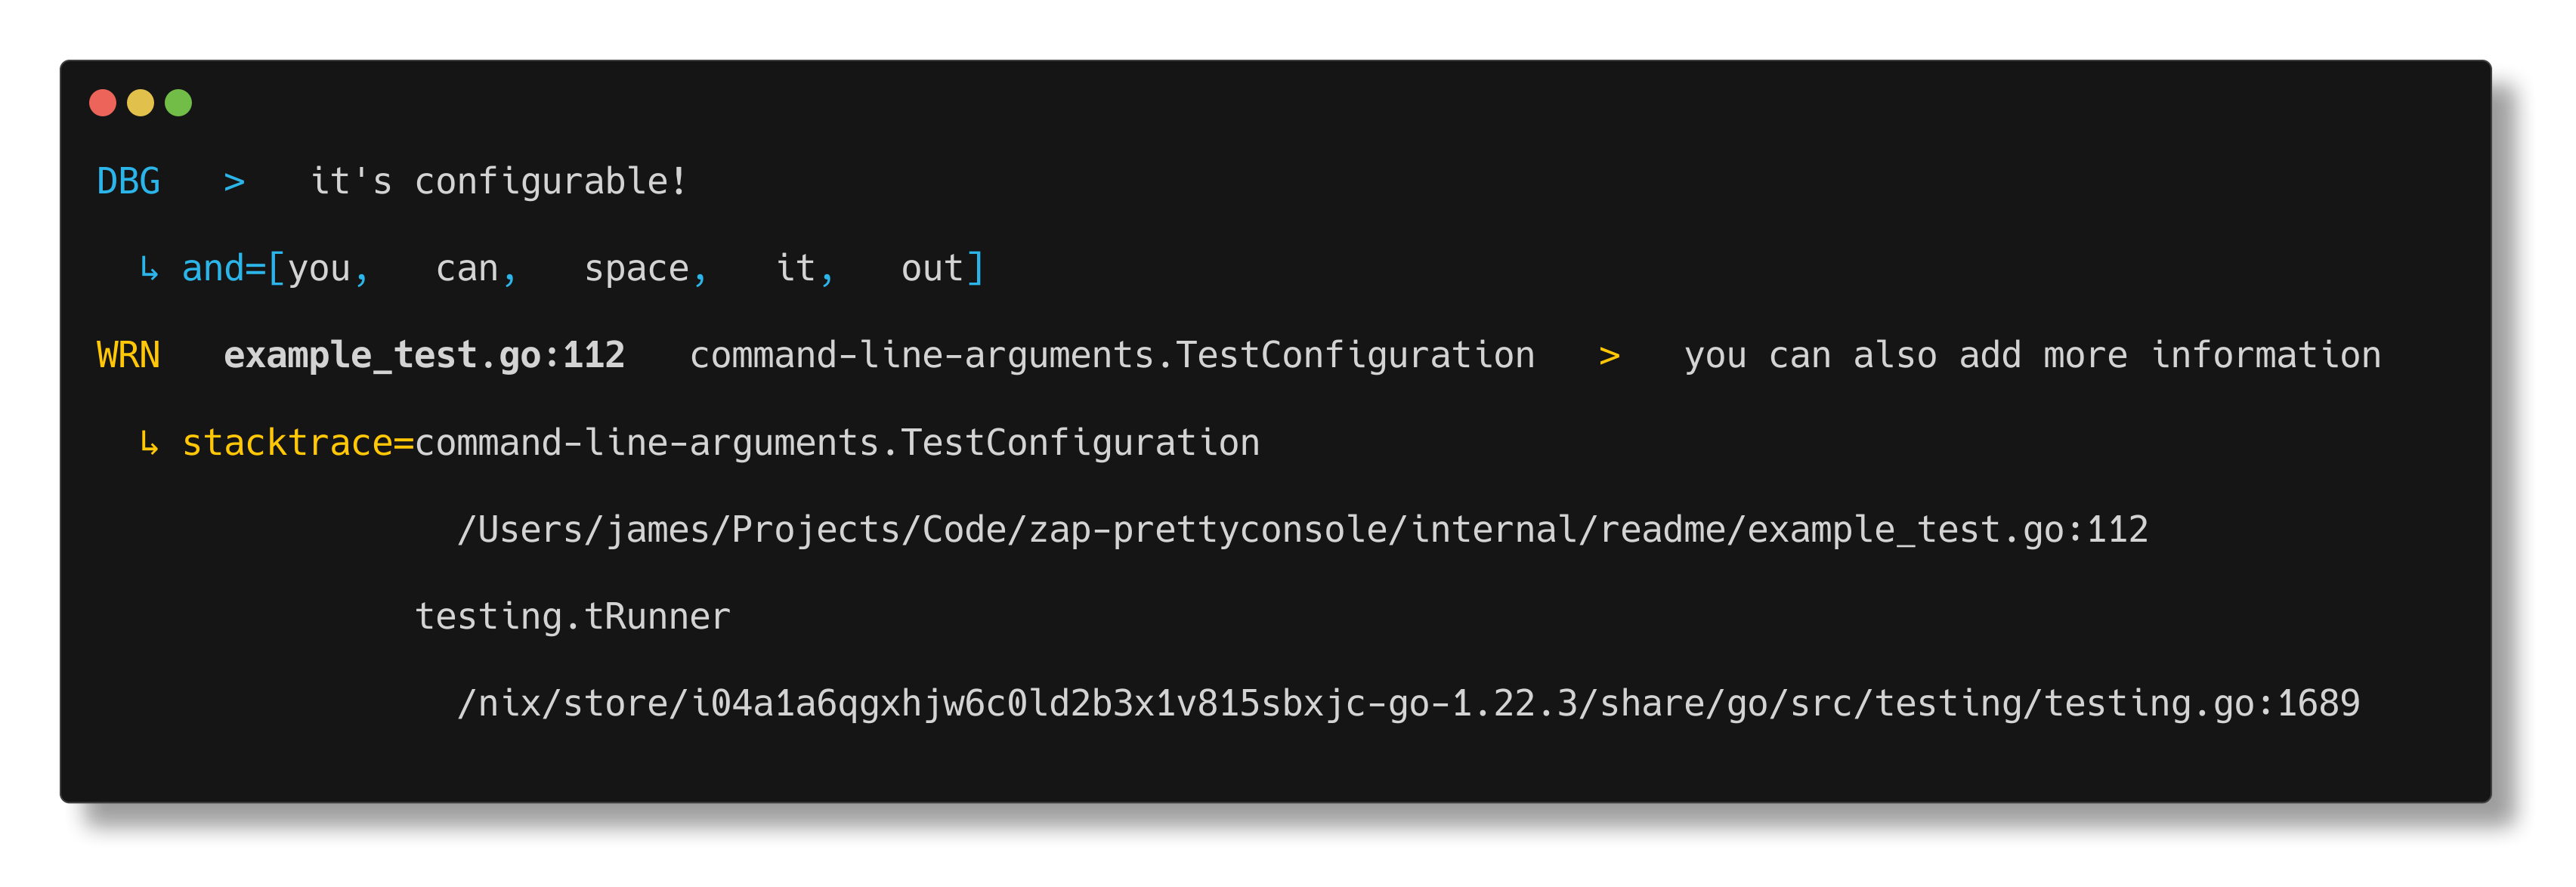 DBG   >   it's configurable!
  ↳ and=[you,   can,   space,   it,   out]
WRN   example_test.go:112   command-line-arguments.TestConfiguration   >   you can also add more information
  ↳ stacktrace=command-line-arguments.TestConfiguration
                 /Users/james/Projects/Code/zap-prettyconsole/internal/readme/example_test.go:112
               testing.tRunner
                 /nix/store/i04a1a6qgxhjw6c0ld2b3x1v815sbxjc-go-1.22.3/share/go/src/testing/testing.go:1689